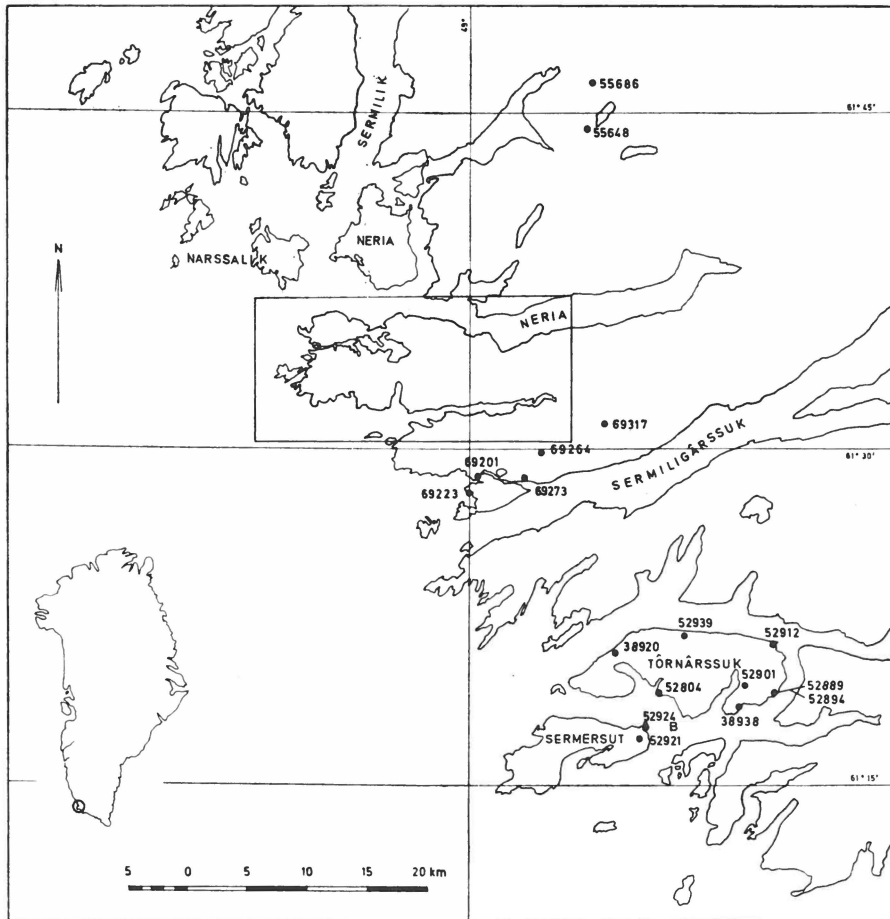 49°
55686
61° 45'
55648
SERMILIK
NERIA
NARSSALIK
N
NERIA
69317
69264
61° 30'
69201
SERMILIGÂRSSUK
69223
69273
52939
52912
38920
TÔRNÂRSSUK
52901
52804
52889
52894
38938
52924
B
SERMERSUT
52921
61° 15'
5 0 5 10 15 20 km